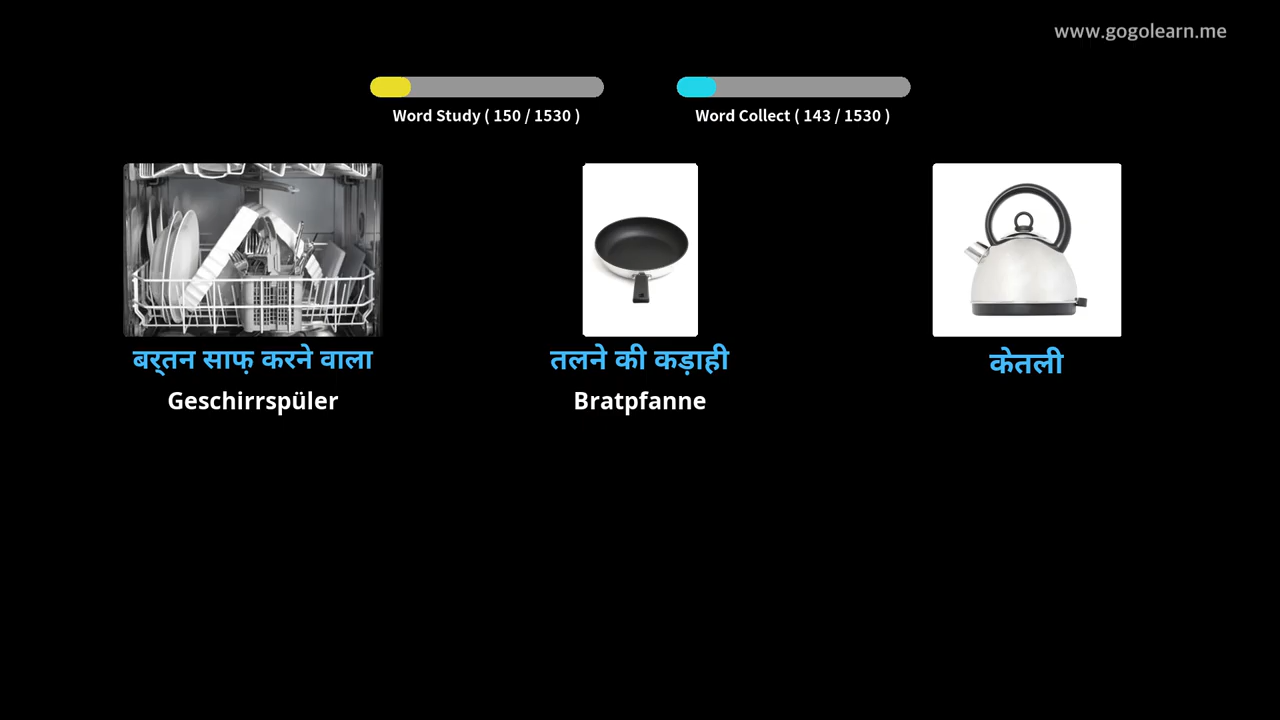 www.gogolearn.me
Word Study ( 150 / 1530 )
Word Collect ( 143 / 1530 )
बर्‌तन साफ़ करने वाला
तलने की कड़ाही
केतली
Geschirrspüler
Bratpfanne